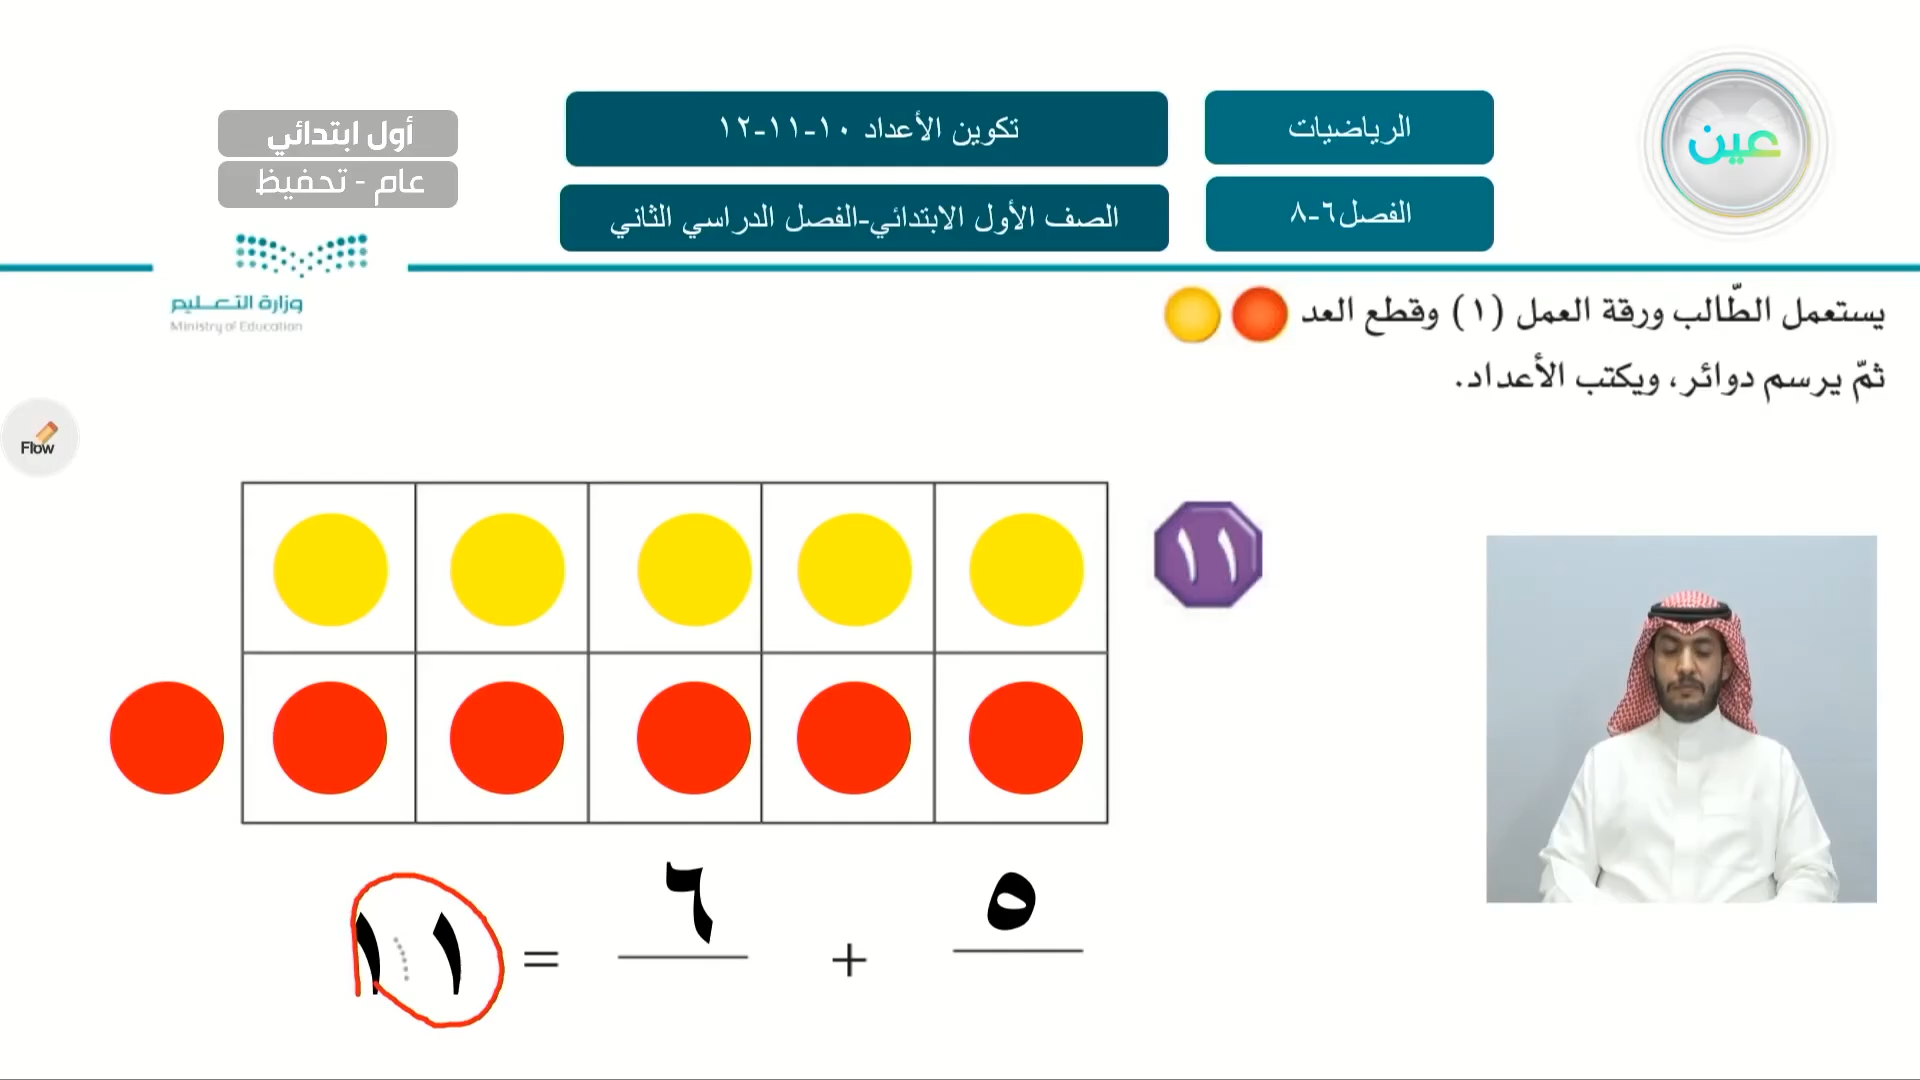 عين
الرياضيات
تكوين الأعداد ١٠-١١-١٢
أول ابتدائي
عام - تحفيظ
الفصل٦-٨
الصف الأول الابتدائي-الفصل الدراسي الثاني
وزارة التعليم
Ministry of Education
يستعمل الطّالب ورقة العمل (١) وقطع العد
ثمّ يرسم دوائر، ويكتب الأعداد.
Flow
١١
٥ + ٦ = ١١